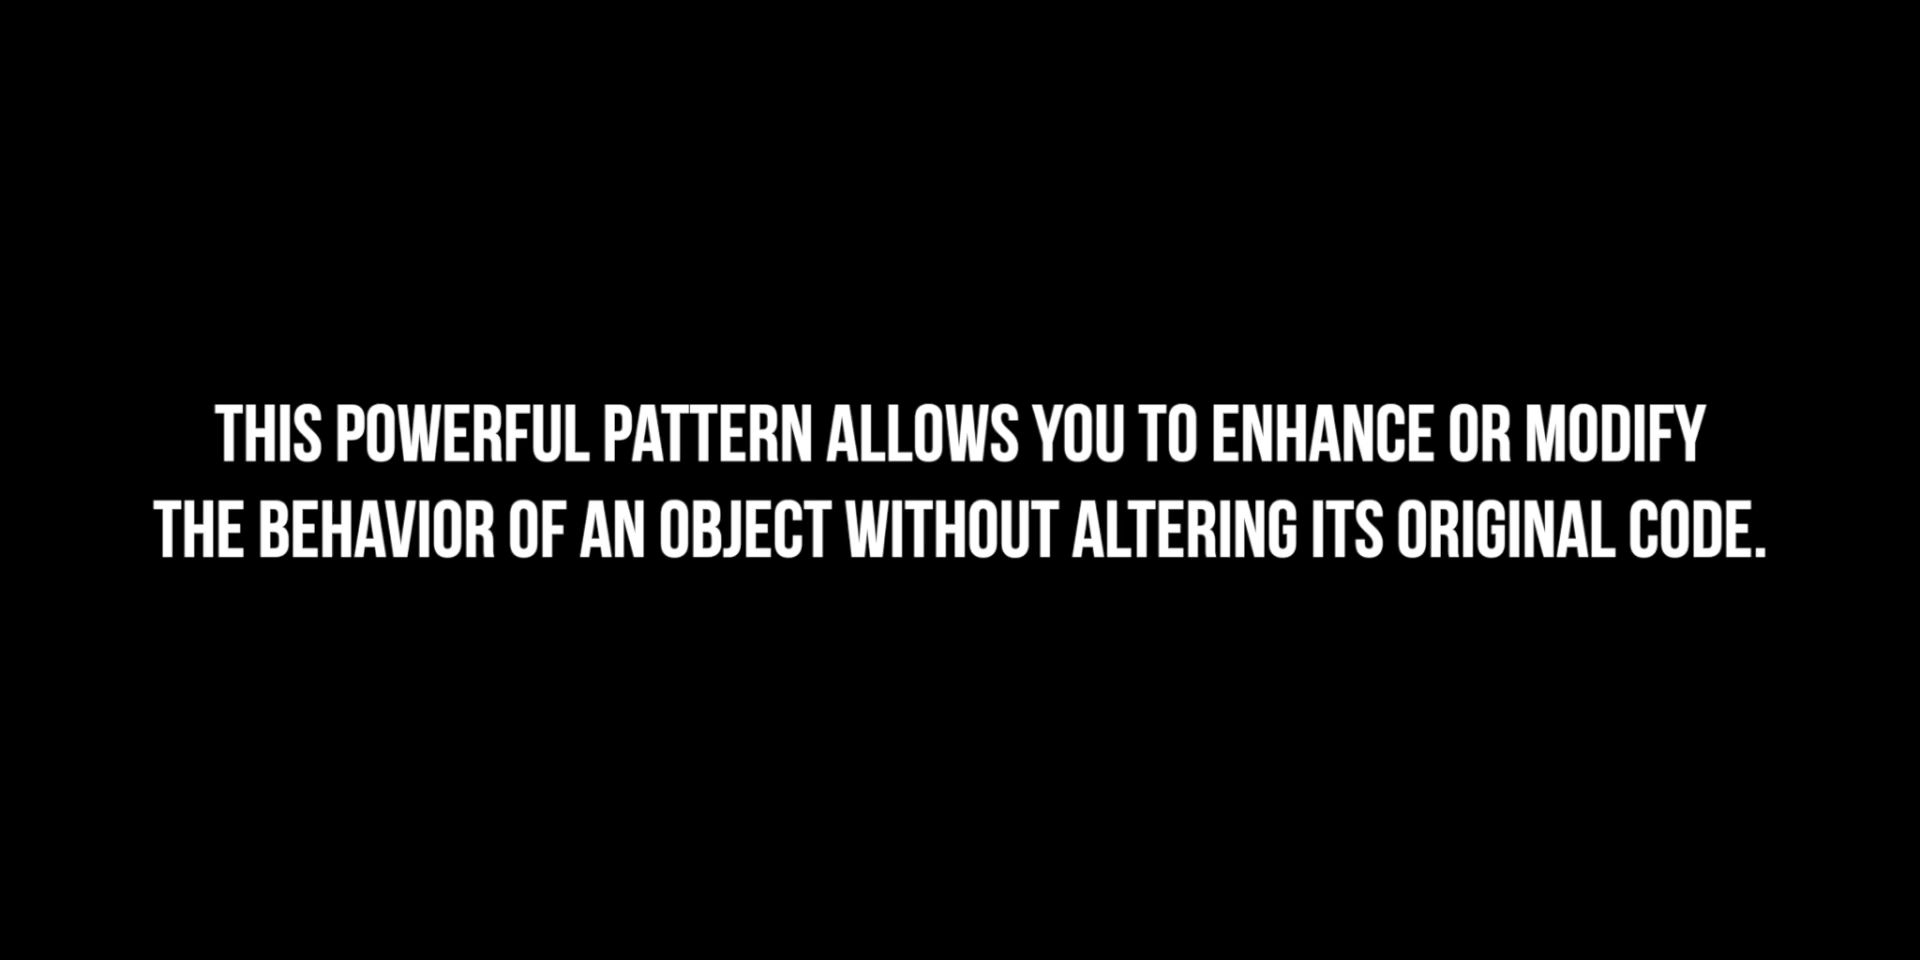 THIS POWERFUL PATTERN ALLOWS YOU TO ENHANCE OR MODIFY
THE BEHAVIOR OF AN OBJECT WITHOUT ALTERING ITS ORIGINAL CODE.